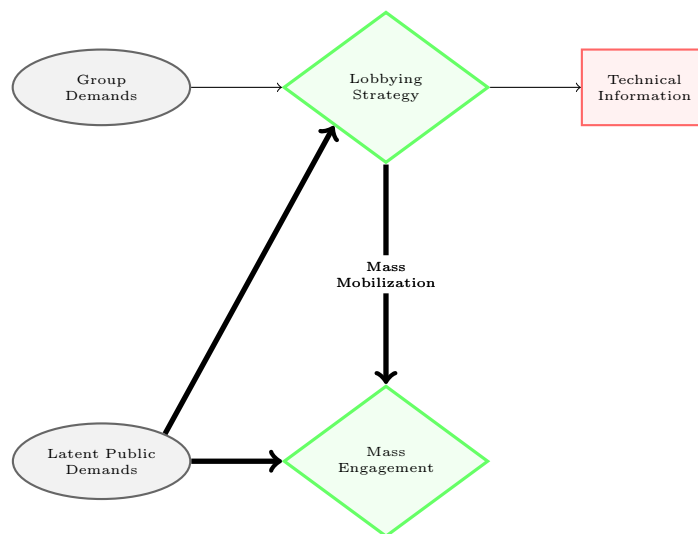 Group
Demands
Lobbying
Strategy
Technical
Information
Mass
Mobilization
Latent Public
Demands
Mass
Engagement